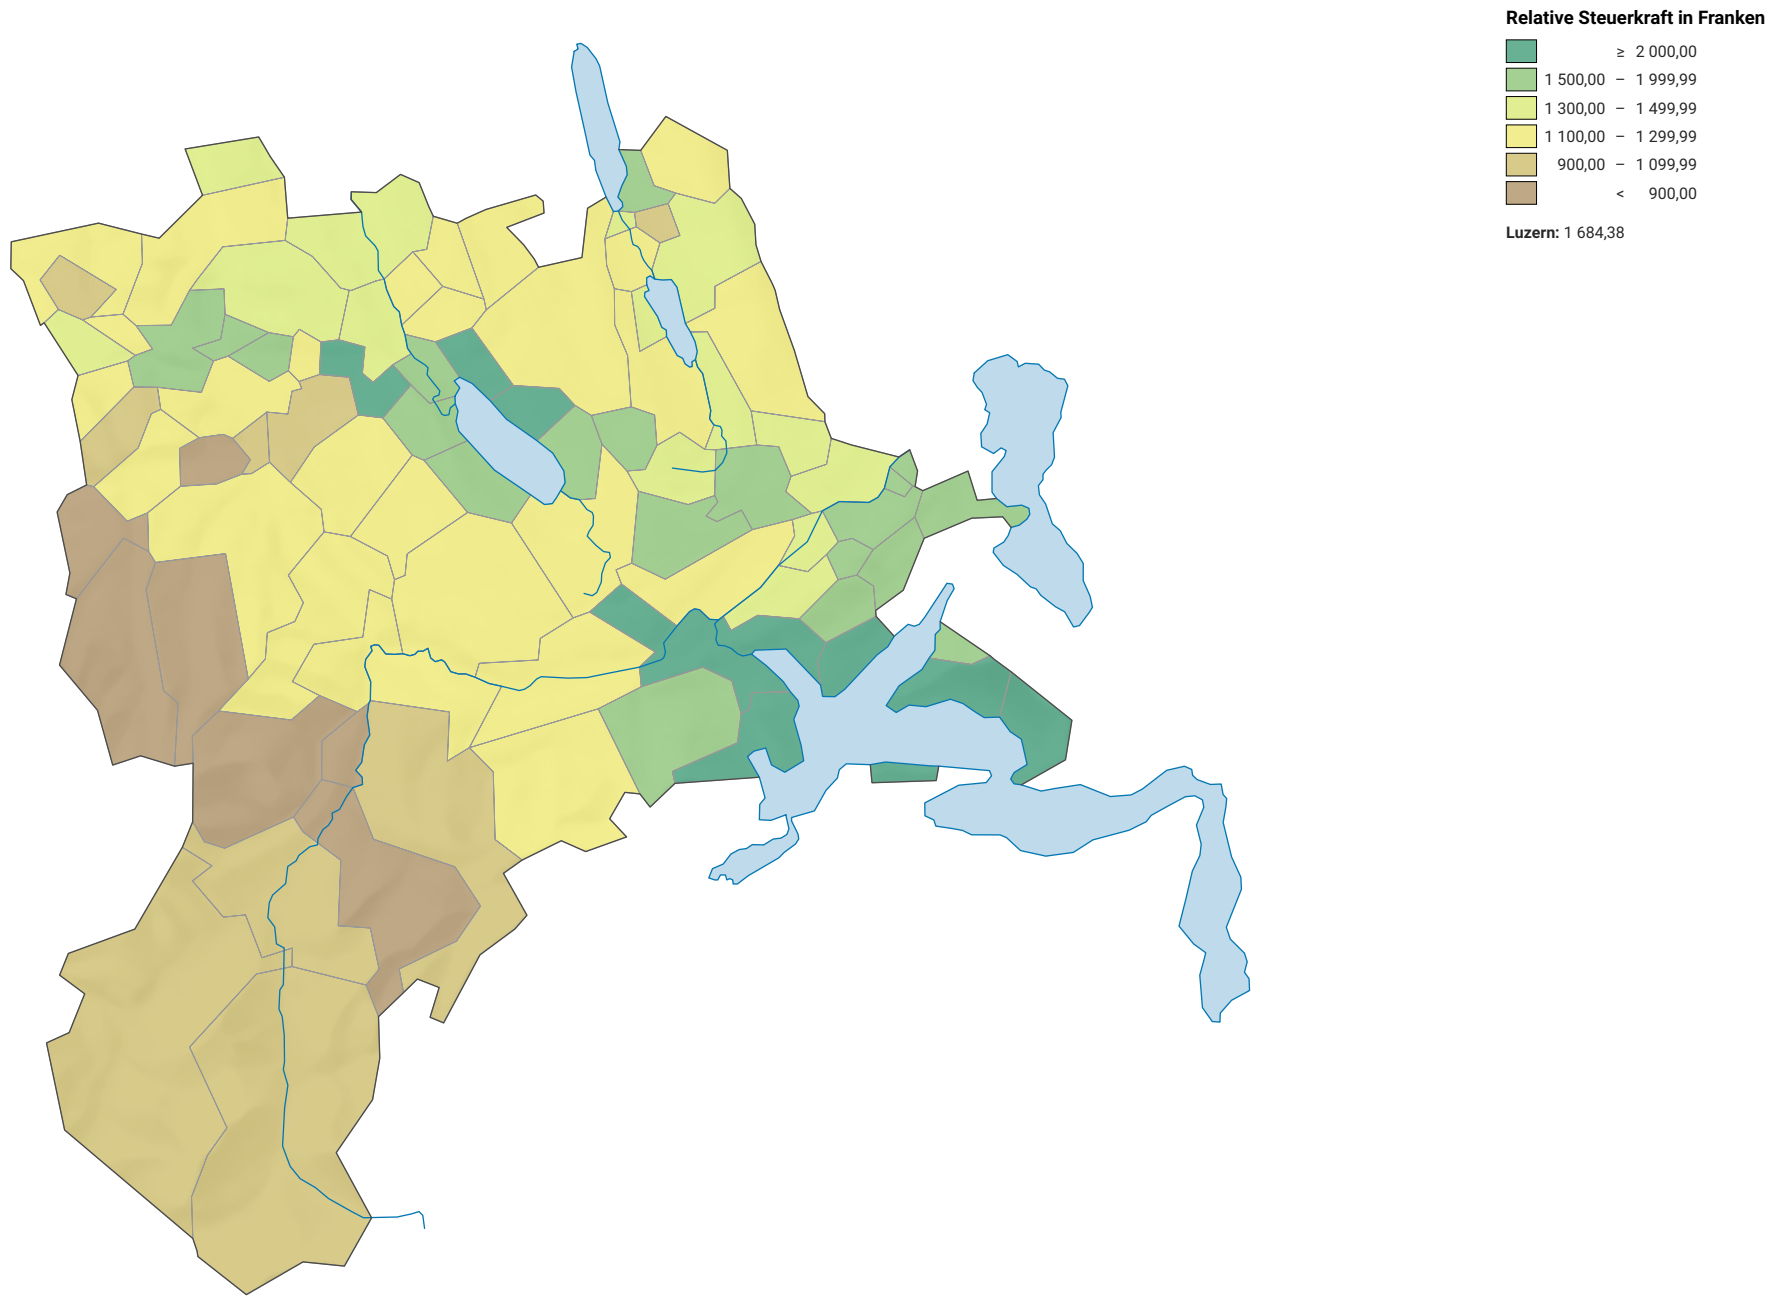 Relative Steuerkraft in Franken
≥ 2 000,00
1 500,00 – 1 999,99
1 300,00 – 1 499,99
1 100,00 – 1 299,99
900,00 – 1 099,99
< 900,00
Luzern: 1 684,38